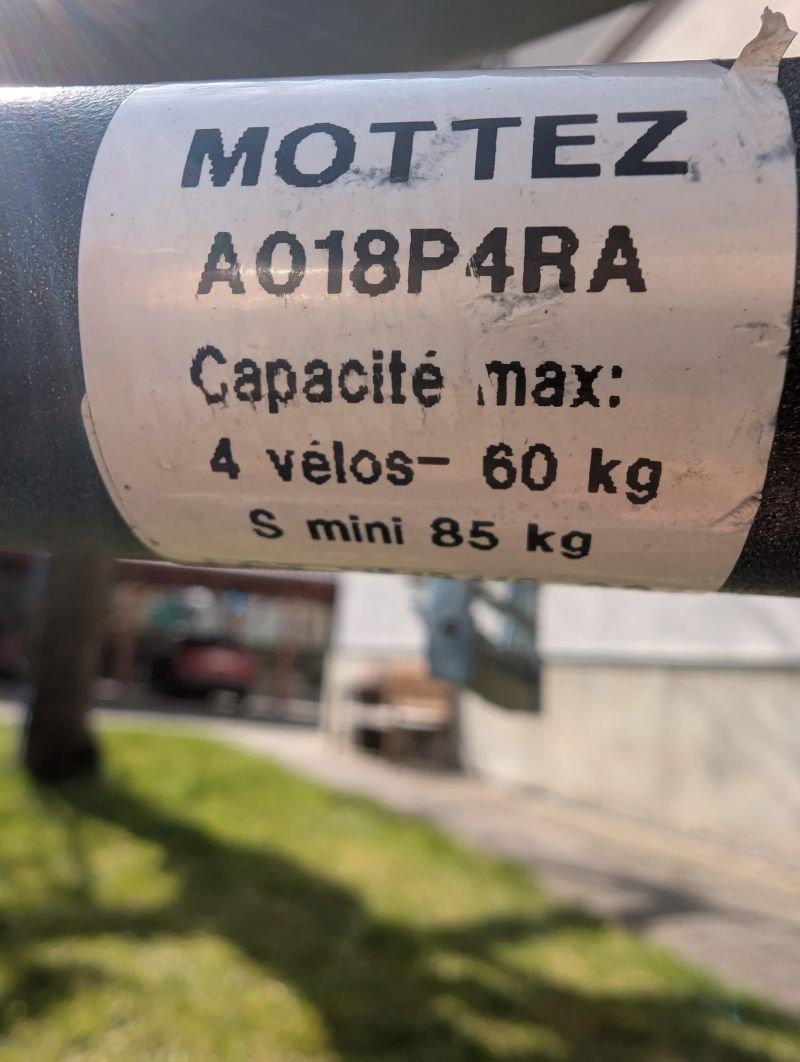 MOTTEZ
A018P4RA
Capacité max:
4 vélos- 60 kg
S mini 85 kg